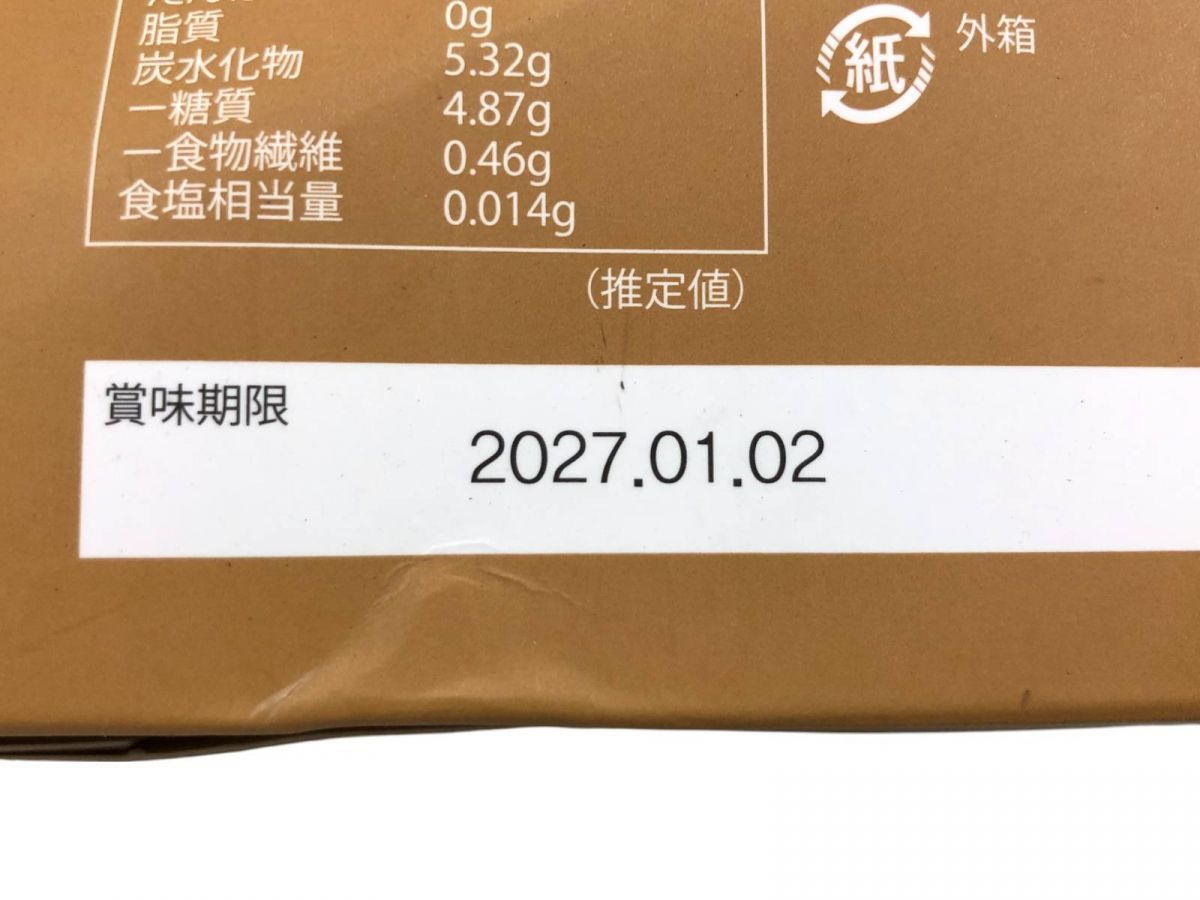 脂質 0g
炭水化物 5.32g
－糖質 4.87g
－食物繊維 0.46g
食塩相当量 0.014g
(推定値)
紙 外箱
賞味期限
2027.01.02